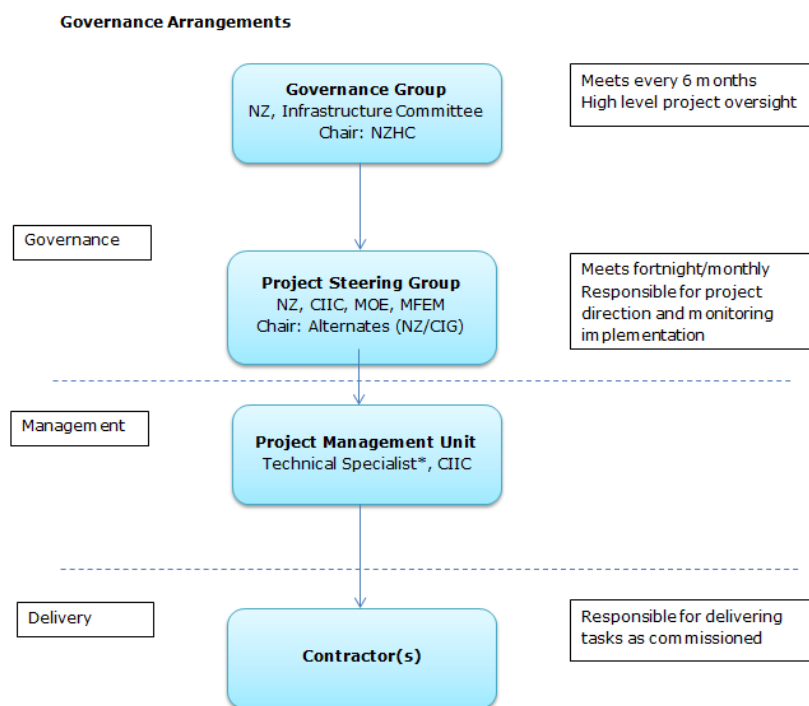 Governance Arrangements
Governance Group
NZ, Infrastructure Committee
Chair: NZHC
Meets every 6 months
High level project oversight
Governance
Project Steering Group
NZ, CIIC, MOE, MFEM
Chair: Alternates (NZ/CIG)
Meets fortnight/monthly
Responsible for project
direction and monitoring
implementation
Management
Project Management Unit
Technical Specialist*, CIIC
Delivery
Contractor(s)
Responsible for delivering
tasks as commissioned